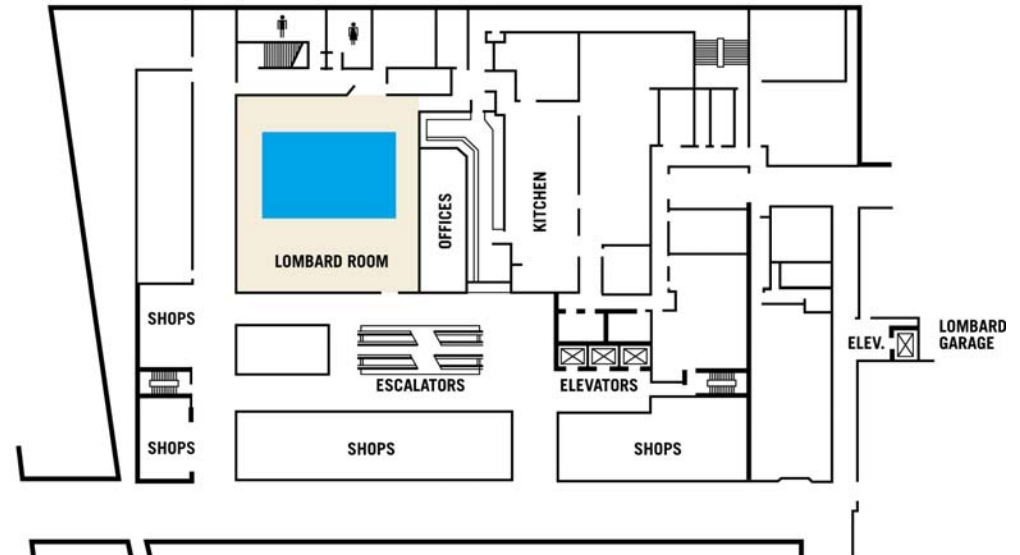 OFFICES
KITCHEN
LOMBARD ROOM
SHOPS
ELEV.
LOMBARD
GARAGE
ESCALATORS
ELEVATORS
SHOPS
SHOPS
SHOPS